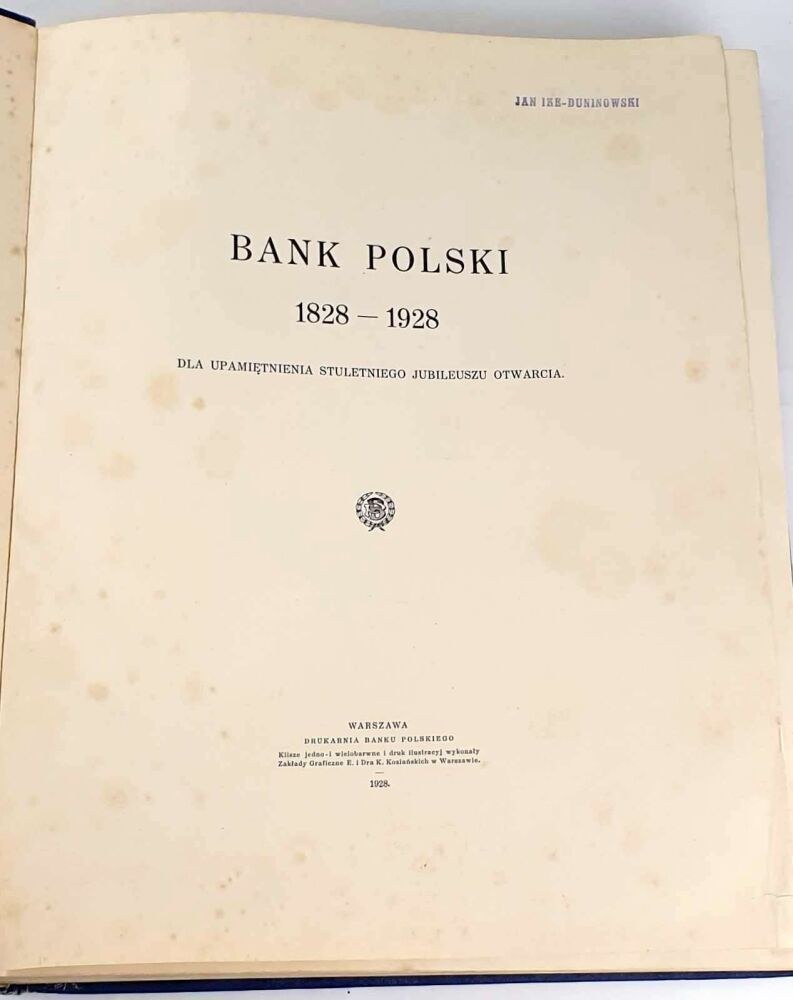 JAN IKE-DUNINOWSKI
BANK POLSKI
1828 — 1928
DLA UPAMIĘTNIENIA STULETNIEGO JUBILEUSZU OTWARCIA.
WARSZAWA
DRUKARNIA BANKU POLSKIEGO
Klisze jedno-i wielobarwne i druk ilustracyj wykonały
Zakłady Graficzne E. i Dra K. Koziańskich w Warszawie.
1928.